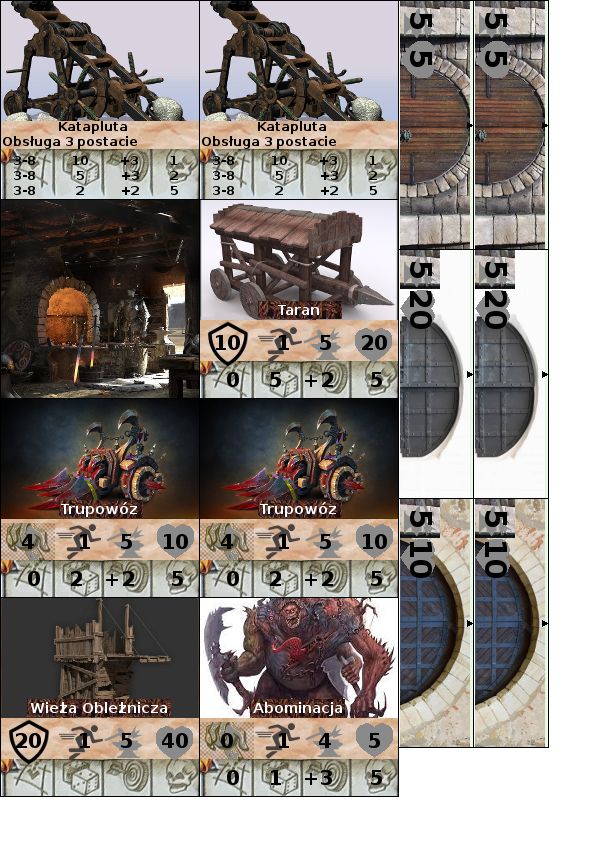 Katapluta
Obsługa 3 postacie
3-8 10 +3 1
3-8 5 +3 2
3-8 2 +2 5
Katapluta
Obsługa 3 postacie
3-8 10 +3 1
3-8 5 +3 2
3-8 2 +2 5
5 5
5 5
Taran
10 1 5 20
0 5 +2 5
5 20
5 20
Trupowóz
4 1 5 10
0 2 +2 5
Trupowóz
4 1 5 10
0 2 +2 5
5 10
5 10
Wieża Oblężnicza
20 1 5 40
Abominacja
0 1 4 5
0 1 +3 5